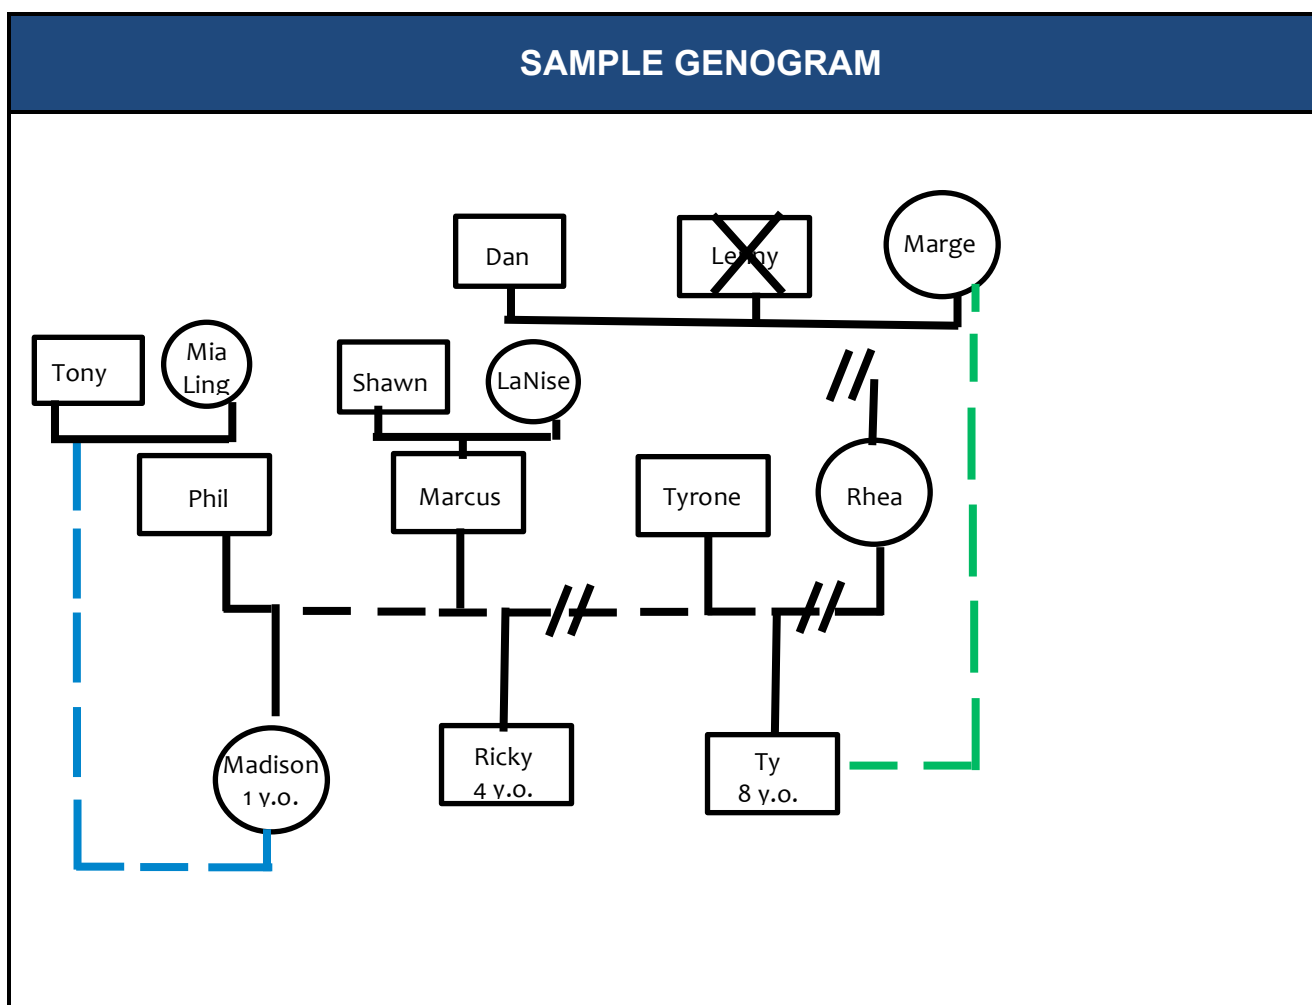 SAMPLE GENOGRAM
Dan
Lenny
Marge
Tony
Mia
Ling
Shawn
LaNise
Phil
Marcus
Tyrone
Rhea
Madison
1 y.o.
Ricky
4 y.o.
Ty
8 y.o.